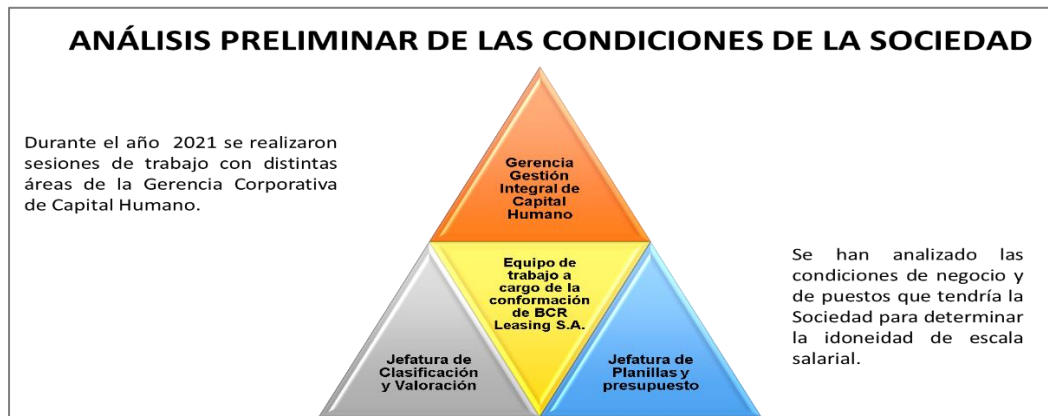 ANÁLISIS PRELIMINAR DE LAS CONDICIONES DE LA SOCIEDAD
Durante el año 2021 se realizaron
sesiones de trabajo con distintas
áreas de la Gerencia Corporativa
de Capital Humano.
Gerencia
Gestión
Integral de
Capital
Humano
Se han analizado las
condiciones de negocio y
de puestos que tendría la
Sociedad para determinar
la idoneidad de escala
salarial.
Equipo de
trabajo a
cargo de la
conformación
de BCR
Leasing S.A.
Jefatura de
Clasificación
y Valoración
Jefatura de
Planillas y
presupuesto